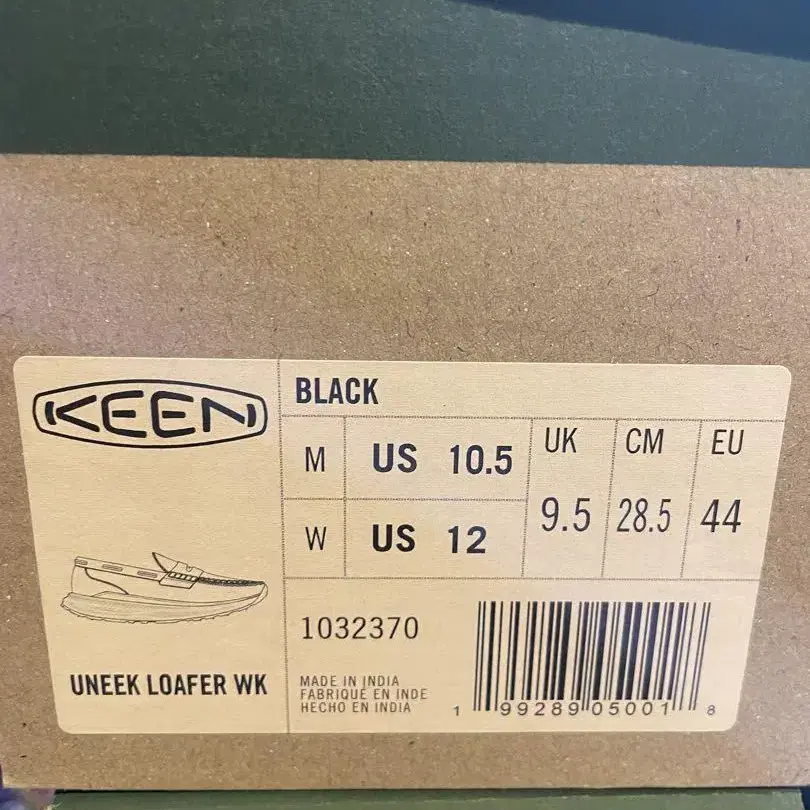 KEEN
UNEEK LOAFER WK
BLACK
M US 10.5
W US 12
UK CM EU
9.5 28.5 44
1032370
MADE IN INDIA
FABRIQUÉ EN INDE
HECHO EN INDIA
1 99289 05001 8